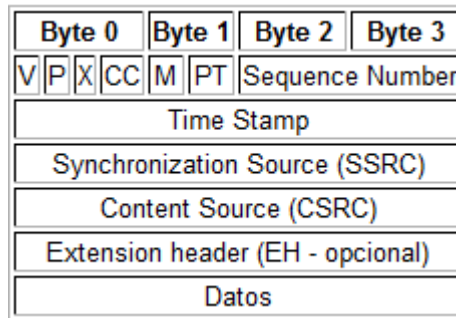 Byte 0 Byte 1 Byte 2 Byte 3
V P X CC M PT Sequence Number
Time Stamp
Synchronization Source (SSRC)
Content Source (CSRC)
Extension header (EH - opcional)
Datos